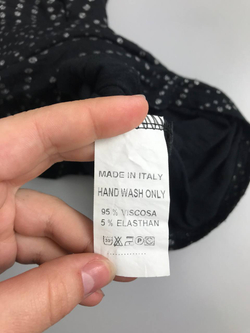 MADE IN ITALY
HAND WASH ONLY
95 % VISCOSA
5 % ELASTHAN